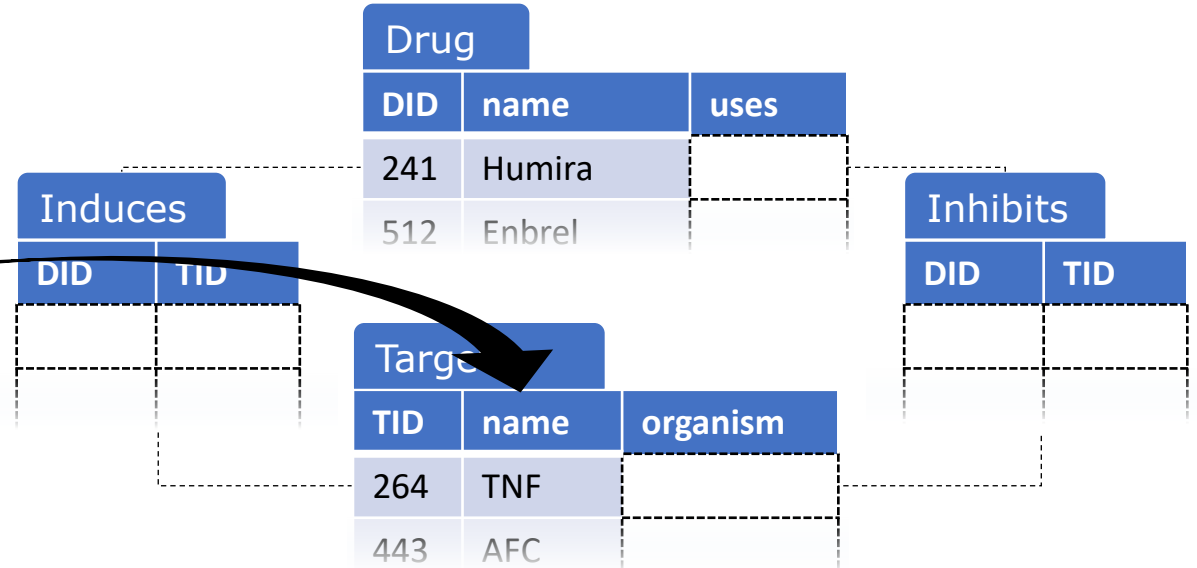 Drug
DID name uses
241 Humira
512 Enbrel
Induces
DID TID
Inhibits
DID TID
Targe
TID name organism
264 TNF
443 AFC